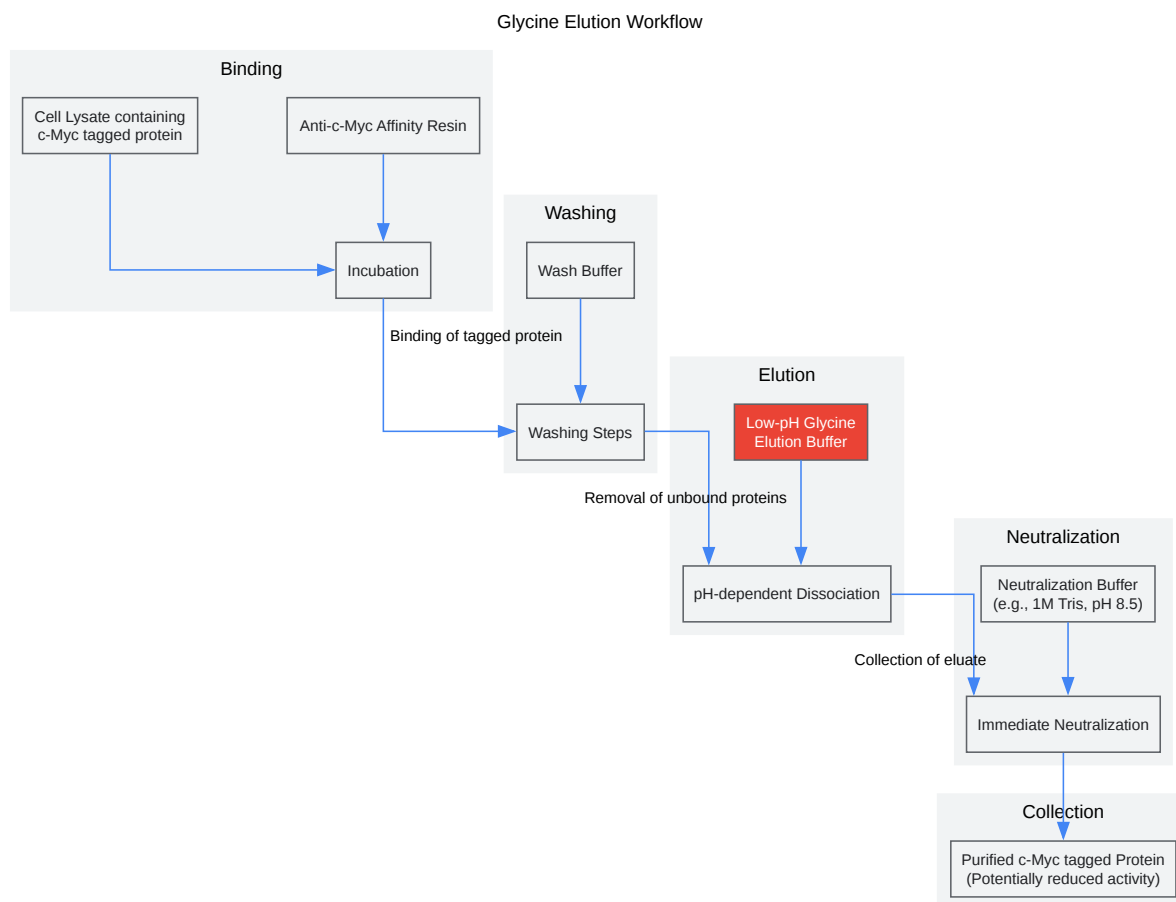 Glycine Elution Workflow
Binding
Cell Lysate containing
c-Myc tagged protein
Anti-c-Myc Affinity Resin
Incubation
Binding of tagged protein
Washing
Wash Buffer
Washing Steps
Removal of unbound proteins
Elution
Low-pH Glycine
Elution Buffer
pH-dependent Dissociation
Collection of eluate
Neutralization
Neutralization Buffer
(e.g., 1M Tris, pH 8.5)
Immediate Neutralization
Collection
Purified c-Myc tagged Protein
(Potentially reduced activity)